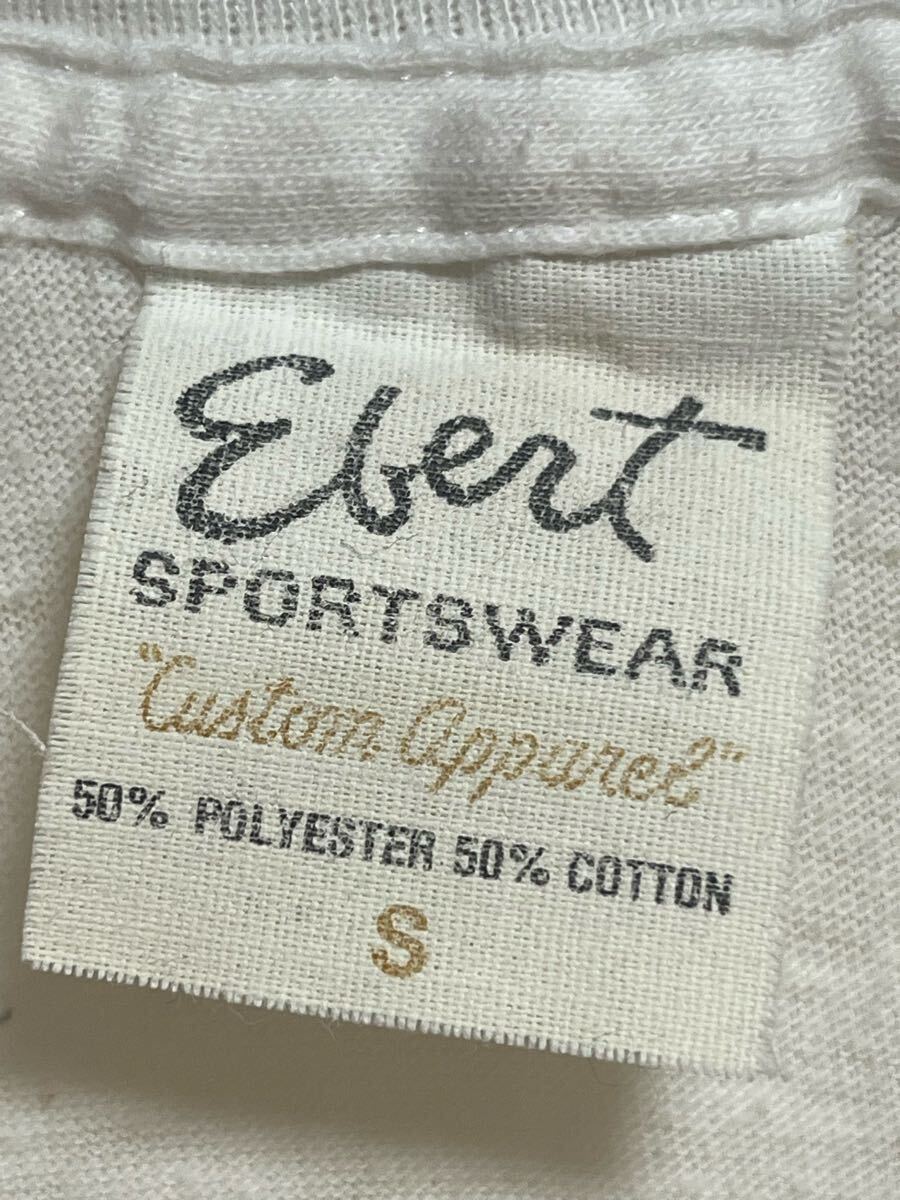 Ebert
SPORTSWEAR
"Custom Apparel"
50% POLYESTER 50% COTTON
S